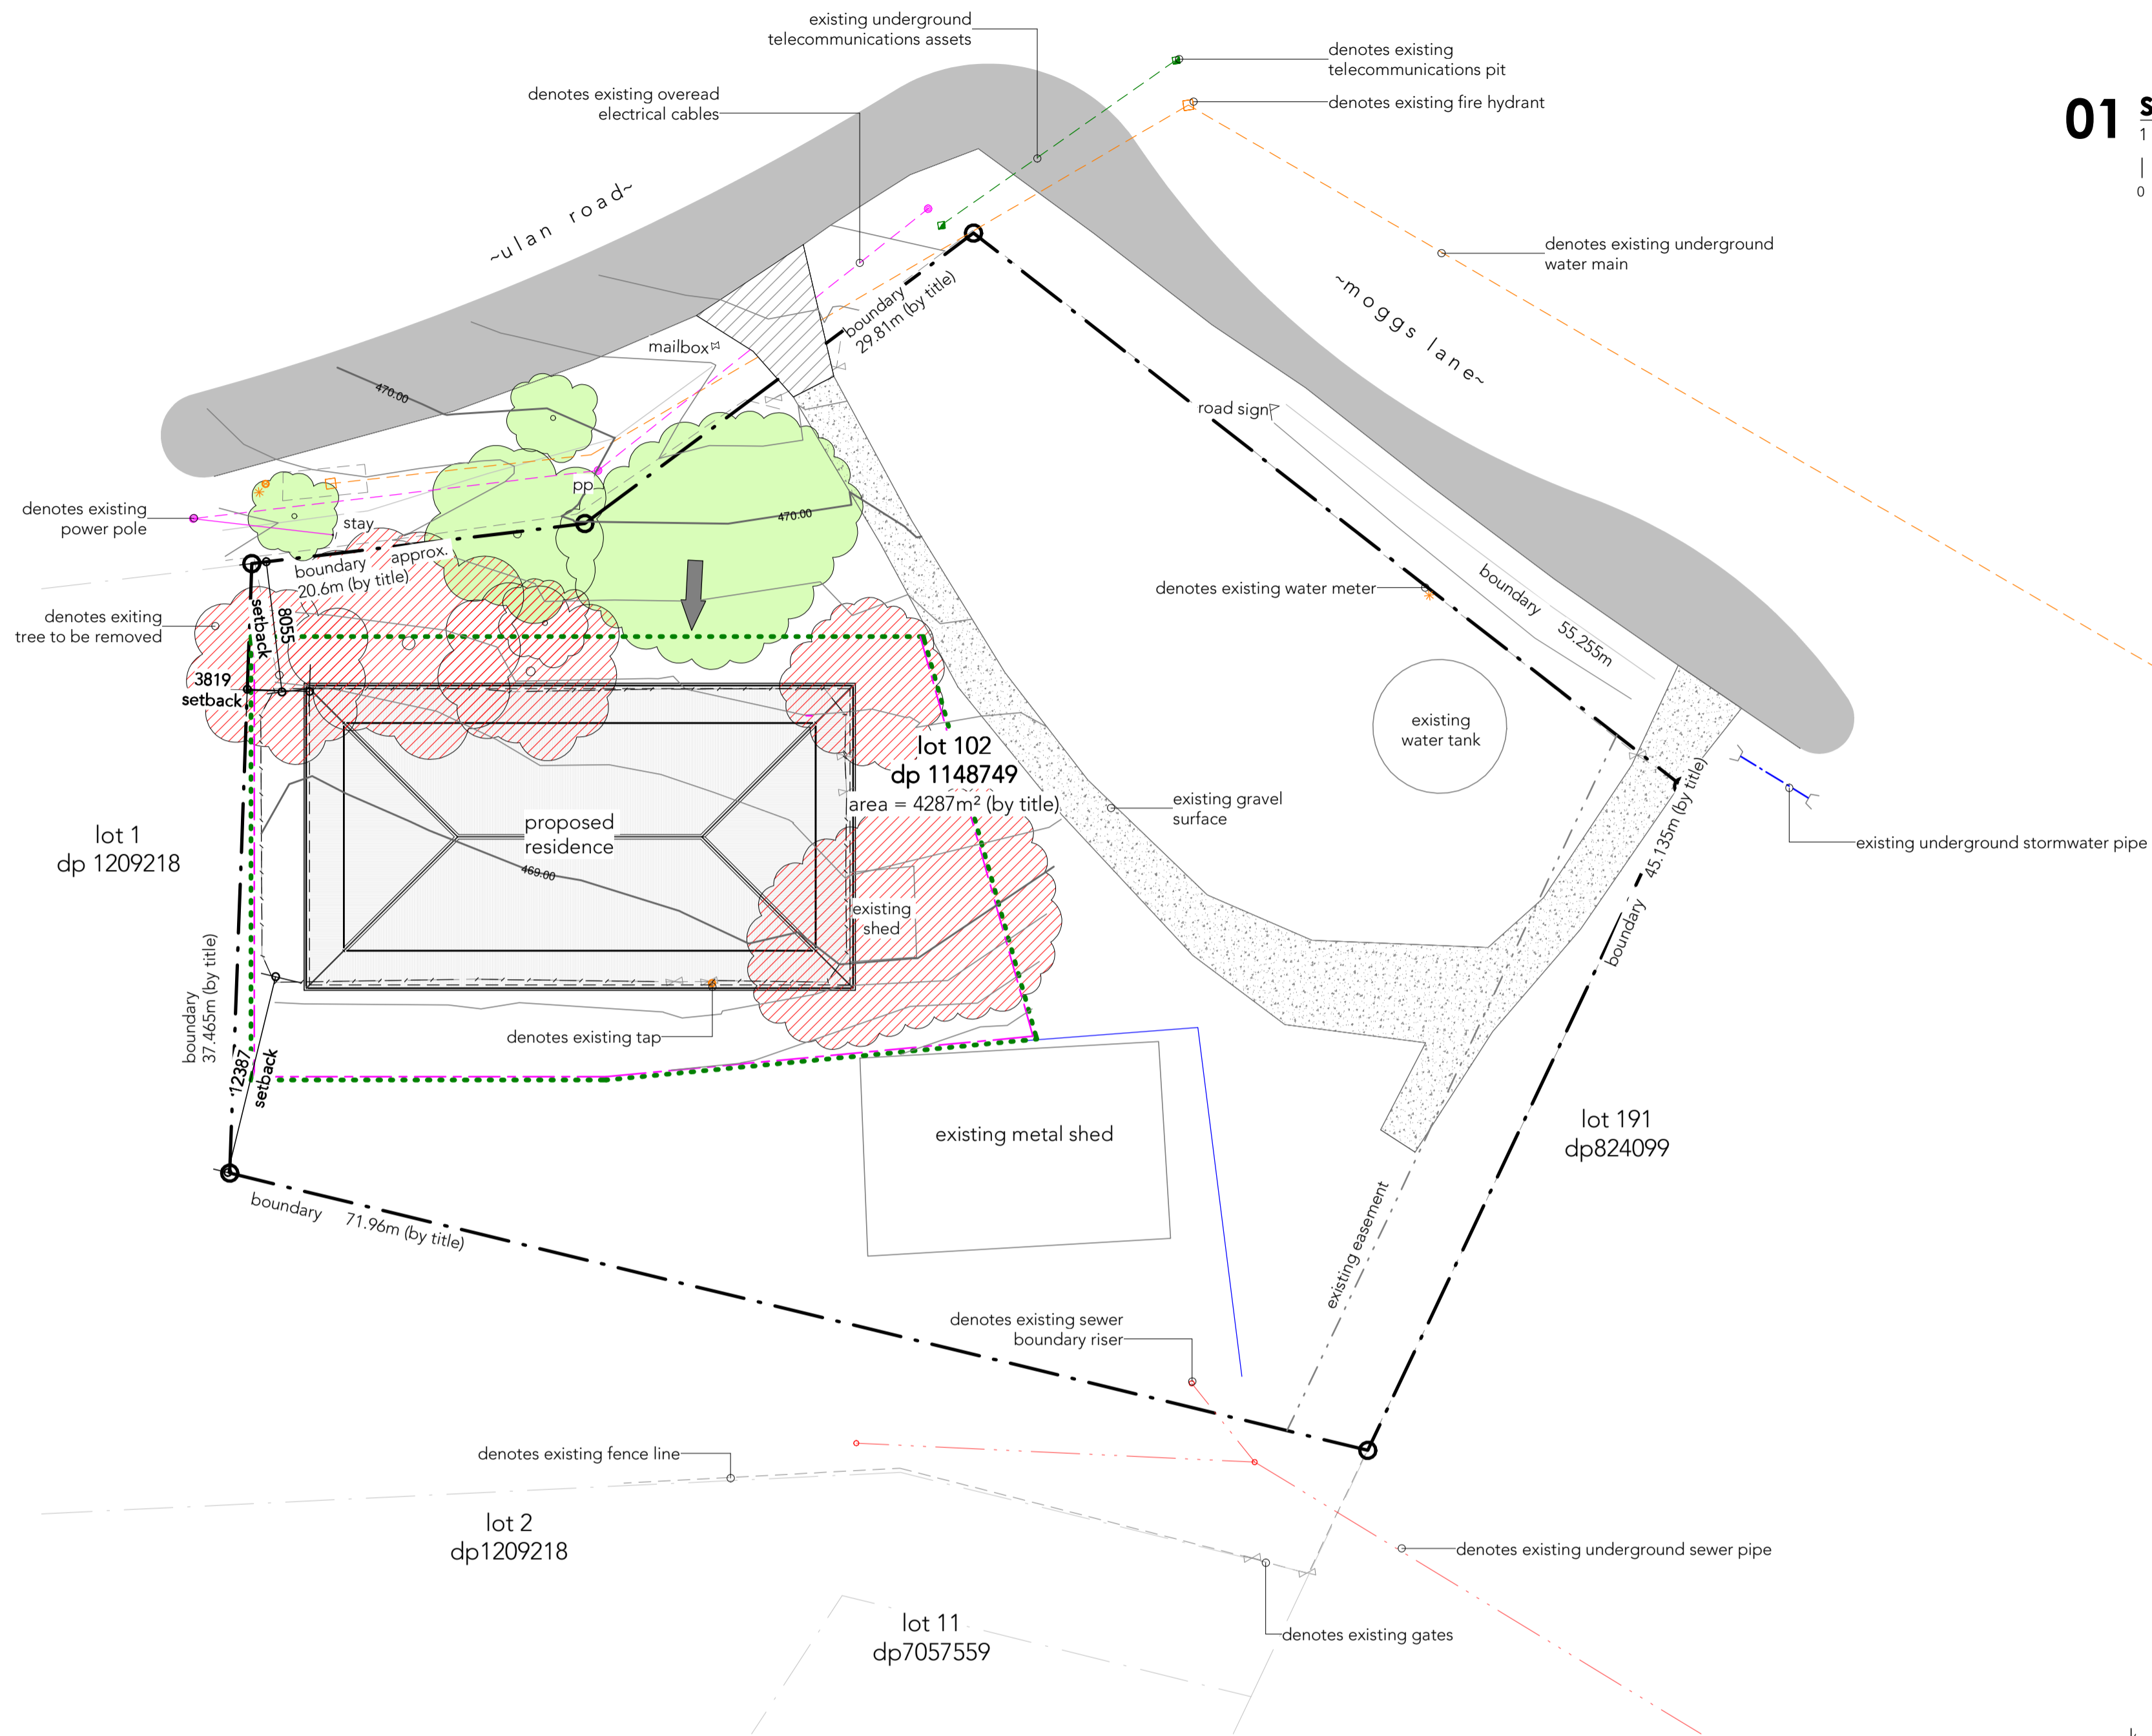 existing underground
telecommunications assets
denotes existing
telecommunications pit
denotes existing overead
electrical cables
denotes existing fire hydrant
01
1
0
~ulan road~
denotes existing underground
water main
~moggs lane~
boundary
29.81m (by title)
mailbox
470.00
road sign
pp
470.00
denotes existing
power pole
stay
boundary approx.
20.6m (by title)
denotes existing water meter
boundary 55.255m
denotes exiting
tree to be removed
setback
8055
3819
setback
existing
water tank
lot 102
dp 1148749
area = 4287m² (by title)
existing gravel
surface
lot 1
dp 1209218
proposed
residence
469.00
existing underground stormwater pipe
boundary 45.135m (by title)
existing
shed
boundary
37.465m (by title)
denotes existing tap
12387
setback
existing metal shed
lot 191
dp824099
boundary 71.96m (by title)
existing easement
denotes existing sewer
boundary riser
denotes existing fence line
lot 2
dp1209218
denotes existing underground sewer pipe
lot 11
dp7057559
denotes existing gates